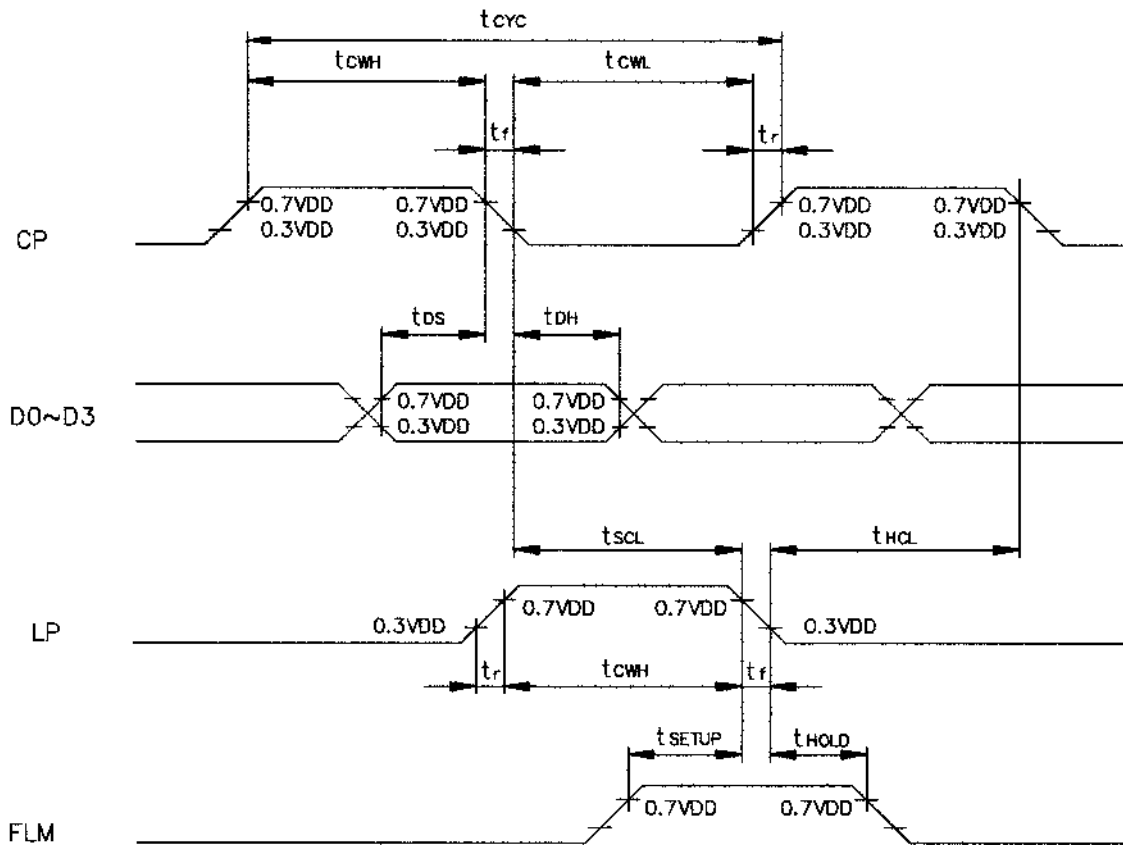 tCYC
tCWH tCWL
tf tr
0.7VDD 0.7VDD 0.7VDD 0.7VDD
CP 0.3VDD 0.3VDD 0.3VDD 0.3VDD
tDS tDH
0.7VDD 0.7VDD
D0~D3 0.3VDD 0.3VDD
tSCL tHCL
0.7VDD 0.7VDD
LP 0.3VDD 0.3VDD
tr tCWH tf
tSETUP tHOLD
0.7VDD 0.7VDD
FLM